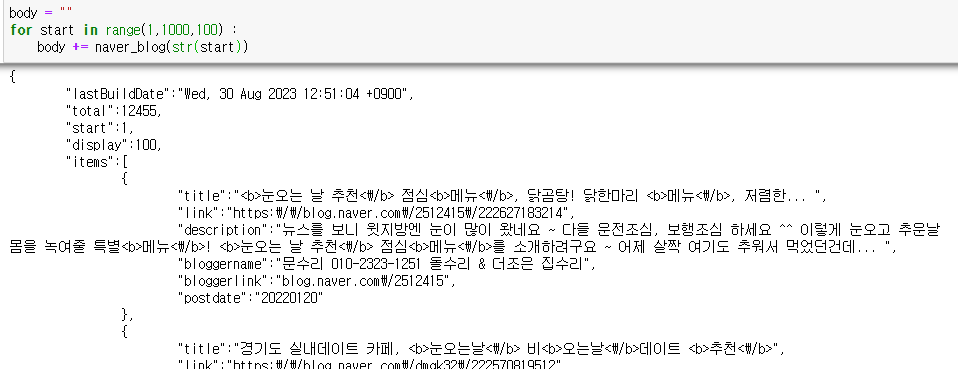 body = ""
for start in range(1,1000,100) :
    body += naver_blog(str(start))
{
"lastBuildDate":"Wed, 30 Aug 2023 12:51:04 +0900",
"total":12455,
"start":1,
"display":100,
"items":[
{
"title":"<b>눈오는 날 추천<₩/b> 점심<b>메뉴<₩/b>, 닭곰탕! 닭한마리 <b>메뉴<₩/b>, 저렴한... ",
"link":"https:₩/₩/blog.naver.com₩/2512415₩/222627183214",
"description":"뉴스를 보니 윗지방엔 눈이 많이 왔네요 ~ 다들 운전조심, 보행조심 하세요 ^^ 이렇게 눈오고 추운날
몸을 녹여줄 특별<b>메뉴<₩/b>! <b>눈오는 날 추천<₩/b> 점심<b>메뉴<₩/b>를 소개하려구요 ~ 어제 살짝 여기도 추워서 먹었던건데... ",
"bloggername":"문수리 010-2323-1251 돌수리 & 더조은 집수리",
"bloggerlink":"blog.naver.com₩/2512415",
"postdate":"20220120"
},
{
"title":"경기도 실내데이트 카페, <b>눈오는날<₩/b> 비<b>오는날<₩/b>데이트 <b>추천<₩/b>",
"link":"https:₩/₩/blog.naver.com₩/dmgk32₩/222570819512"